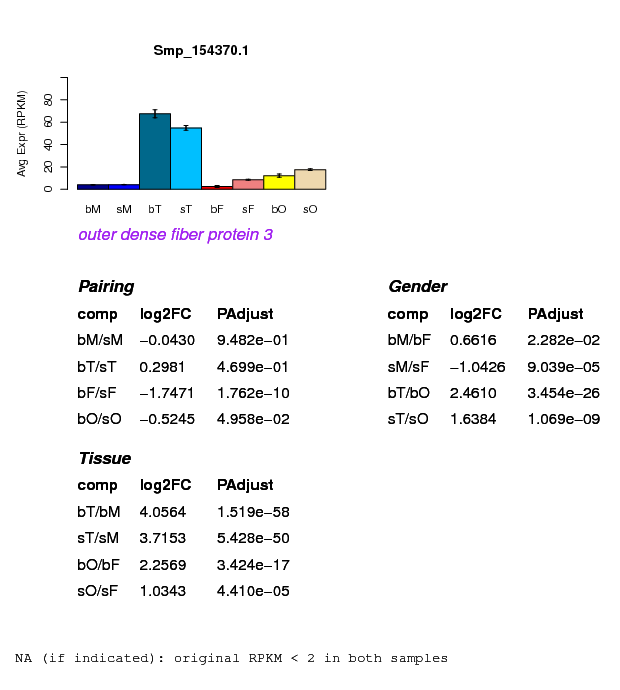 Smp_154370.1
Avg Expr (RPKM)
0 20 40 60 80
bM sM bT sT bF sF bO sO
outer dense fiber protein 3
Pairing
comp log2FC PAdjust
bM/sM −0.0430 9.482e−01
bT/sT 0.2981 4.699e−01
bF/sF −1.7471 1.762e−10
bO/sO −0.5245 4.958e−02
Gender
comp log2FC PAdjust
bM/bF 0.6616 2.282e−02
sM/sF −1.0426 9.039e−05
bT/bO 2.4610 3.454e−26
sT/sO 1.6384 1.069e−09
Tissue
comp log2FC PAdjust
bT/bM 4.0564 1.519e−58
sT/sM 3.7153 5.428e−50
bO/bF 2.2569 3.424e−17
sO/sF 1.0343 4.410e−05
NA (if indicated): original RPKM < 2 in both samples